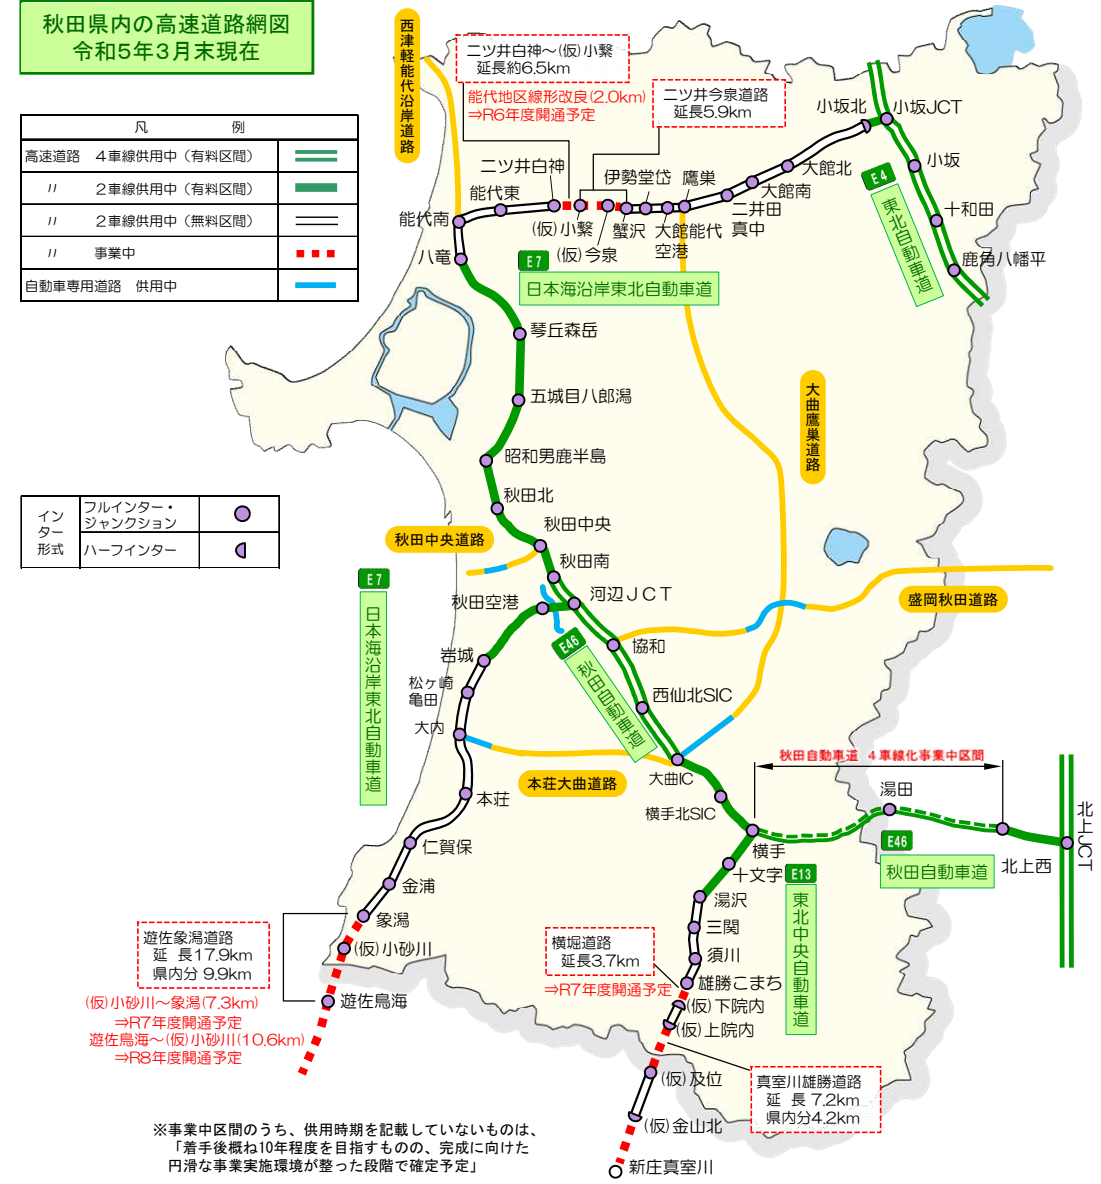 秋田県内の高速道路網図
令和5年3月末現在
凡　例
高速道路　4車線供用中（有料区間）
〃　2車線供用中（有料区間）
〃　2車線供用中（無料区間）
〃　事業中
自動車専用道路　供用中
西津軽能代沿岸道路
二ツ井白神～(仮)小繋
延長約6.5km
能代地区線形改良(2.0km)
⇒R6年度開通予定
二ツ井今泉道路
延長5.9km
小坂北
小坂JCT
小坂
十和田
鹿角八幡平
E4
東北自動車道
大館北
大館南
二井田
真中
鷹巣
伊勢堂岱
大館能代
空港
蟹沢
(仮)今泉
(仮)小繋
二ツ井白神
能代東
能代南
八竜
E7
日本海沿岸東北自動車道
琴丘森岳
五城目八郎潟
昭和男鹿半島
秋田北
秋田中央
秋田南
大曲鷹巣道路
インター形式
フルインター・
ジャンクション
ハーフインター
秋田中央道路
E7
日本海沿岸東北自動車道
秋田空港
河辺JCT
盛岡秋田道路
E46
秋田自動車道
協和
西仙北SIC
岩城
松ヶ崎
亀田
大内
本荘大曲道路
大曲IC
横手北SIC
秋田自動車道　4車線化事業中区間
湯田
北上JCT
北上西
E46
秋田自動車道
横手
本荘
仁賀保
金浦
象潟
十文字
E13
東北中央自動車道
湯沢
三関
須川
雄勝こまち
(仮)下院内
(仮)上院内
遊佐象潟道路
延　長17.9km
県内分 9.9km
(仮)小砂川
(仮)小砂川～象潟(7.3km)
⇒R7年度開通予定
遊佐鳥海～(仮)小砂川(10.6km)
⇒R8年度開通予定
遊佐鳥海
横堀道路
延長3.7km
⇒R7年度開通予定
(仮)及位
真室川雄勝道路
延　長 7.2km
県内分4.2km
(仮)金山北
新庄真室川
※事業中区間のうち、供用時期を記載していないものは、
「着手後概ね10年程度を目指すものの、完成に向けた
円滑な事業実施環境が整った段階で確定予定」